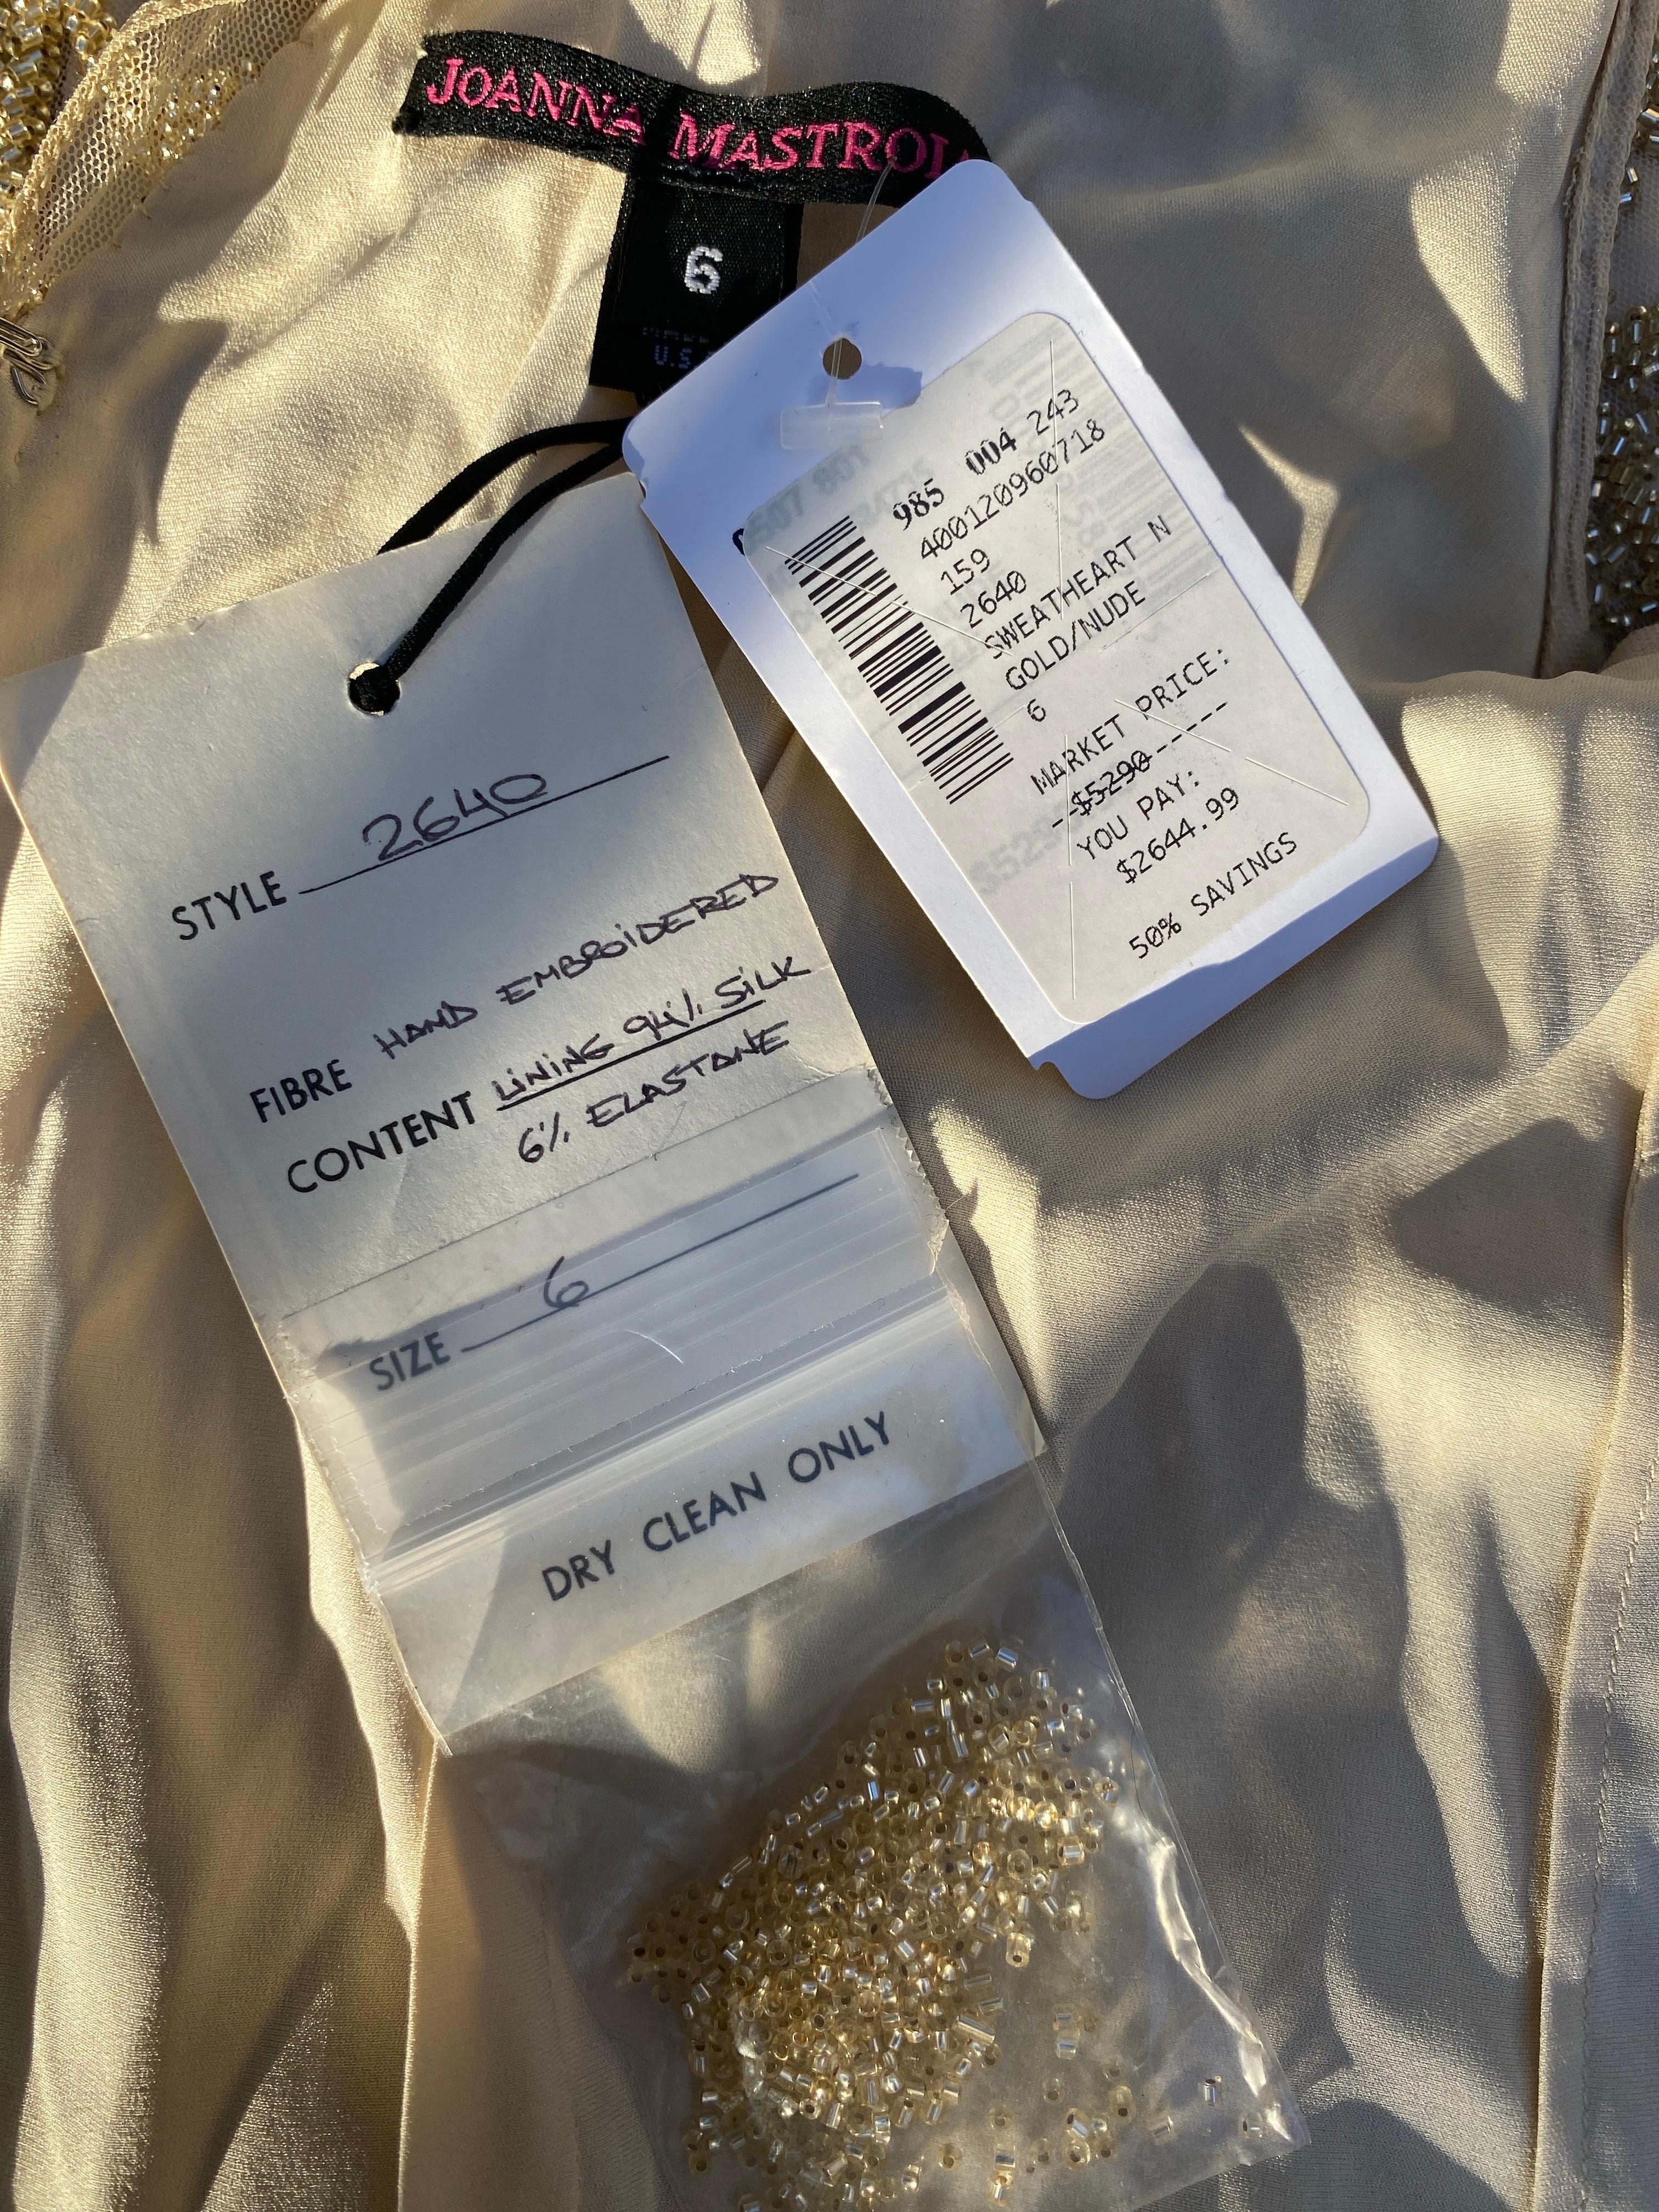 JOANNA MASTROI
6
985 004 243
400120960718
159
2640
SWEATHEART N
GOLD/NUDE
6
MARKET PRICE:
$5290
YOU PAY:
$2644.99
50% SAVINGS
STYLE 2640
HAND EMBROIDERED
FIBRE
CONTENT LINING 94% SILK
6% ELASTANE
SIZE 6
DRY CLEAN ONLY